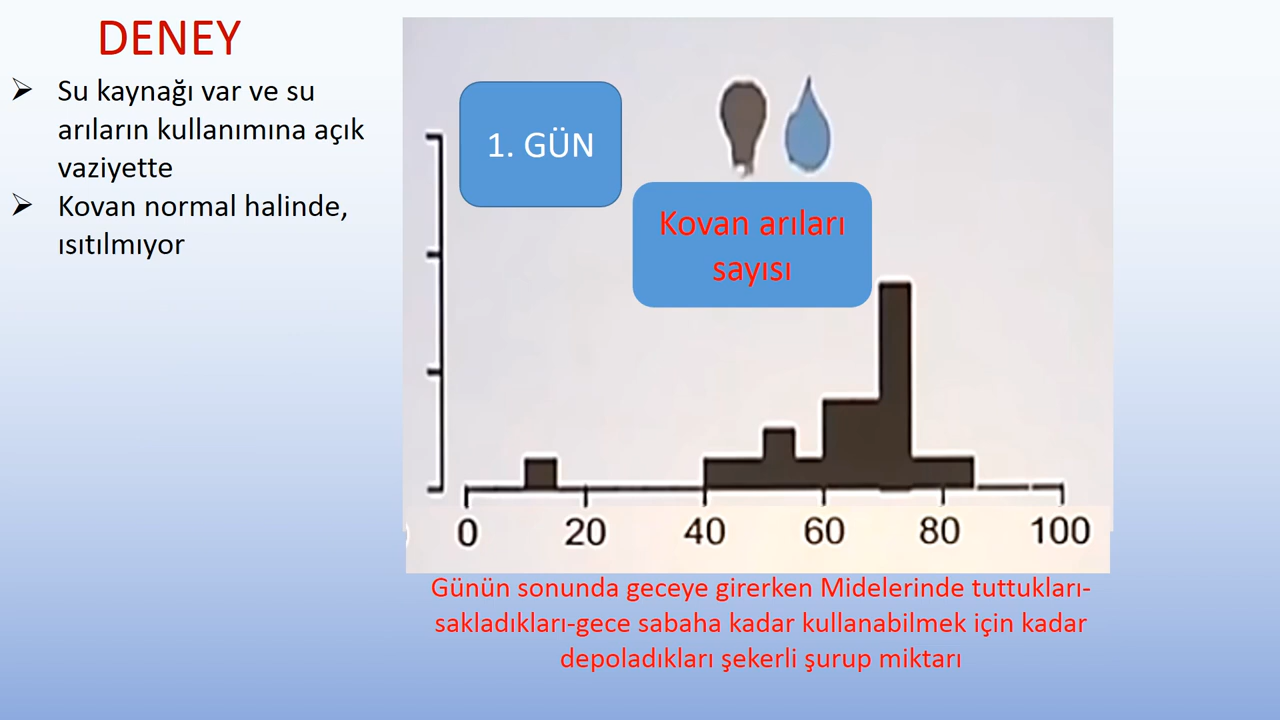 DENEY
Su kaynağı var ve su
arıların kullanımına açık
vaziyette
Kovan normal halinde,
ısıtılmıyor
1. GÜN
Kovan arıları
sayısı
0 20 40 60 80 100
Günün sonunda geceye girerken Midelerinde tuttukları-
sakladıkları-gece sabaha kadar kullanabilmek için kadar
depoladıkları şekerli şurup miktarı